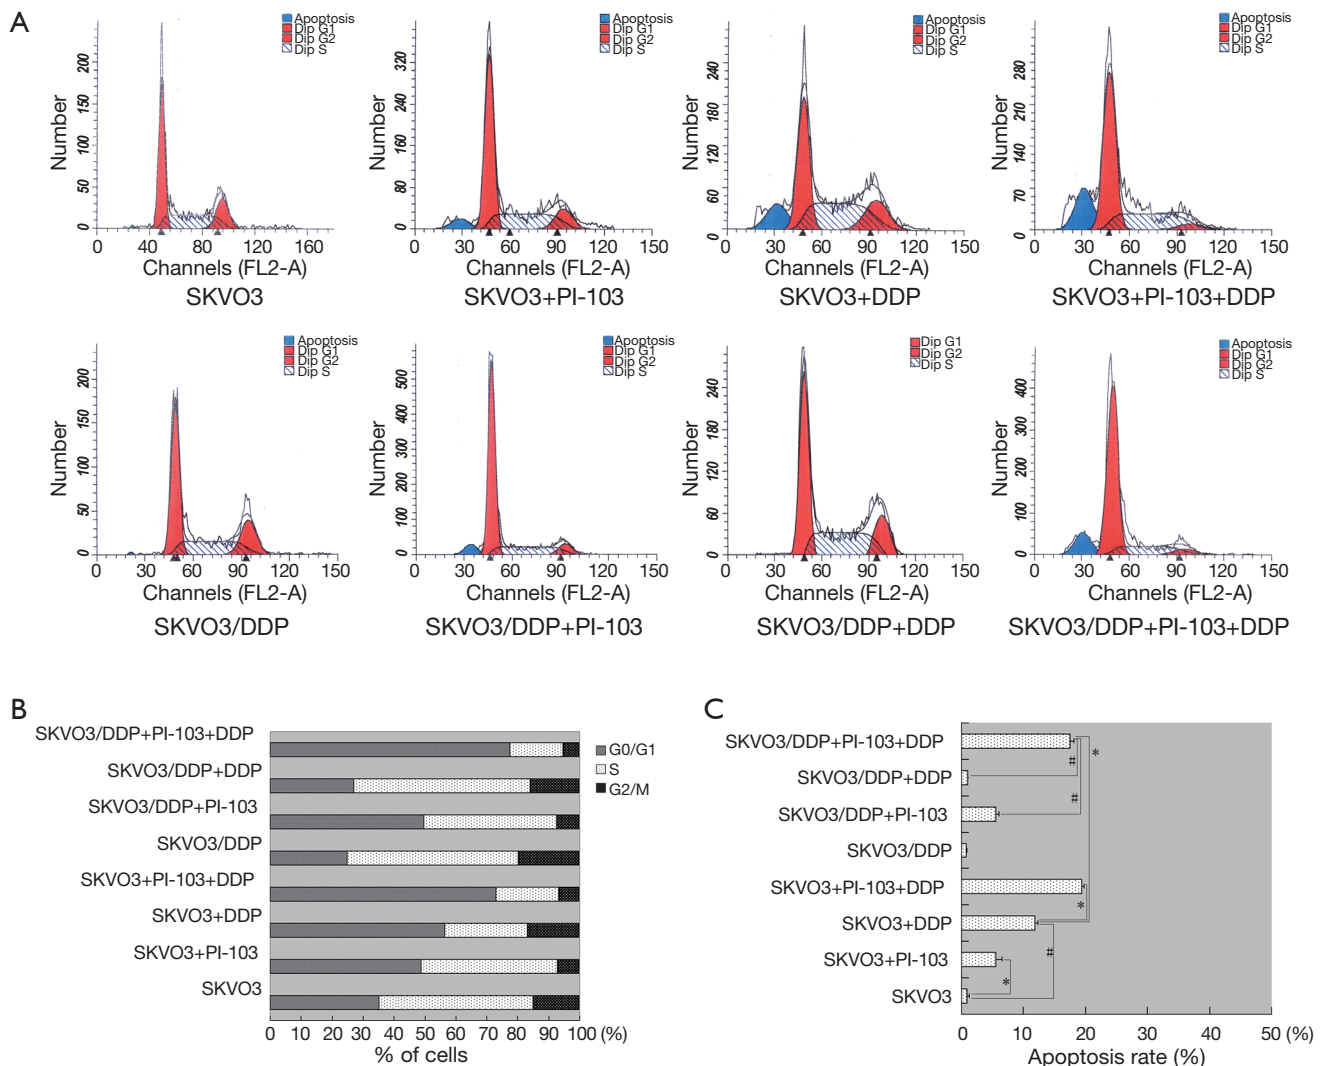 A
Apoptosis
Dip G1
Dip G2
Dip S
Number
200
150
100
50
0
0 40 80 120 160
Channels (FL2-A)
SKVO3
Apoptosis
Dip G1
Dip G2
Dip S
Number
320
240
160
80
0
0 30 60 90 120 150
Channels (FL2-A)
SKVO3+PI-103
Apoptosis
Dip G1
Dip G2
Dip S
Number
240
180
120
60
0
0 30 60 90 120 150
Channels (FL2-A)
SKVO3+DDP
Apoptosis
Dip G1
Dip G2
Dip S
Number
280
210
140
70
0
0 30 60 90 120 150
Channels (FL2-A)
SKVO3+PI-103+DDP
Apoptosis
Dip G1
Dip G2
Dip S
Number
200
150
100
50
0
0 30 60 90 120 150
Channels (FL2-A)
SKVO3/DDP
Apoptosis
Dip G1
Dip G2
Dip S
Number
500
400
300
200
100
0
0 30 60 90 120 150
Channels (FL2-A)
SKVO3/DDP+PI-103
Dip G1
Dip G2
Dip S
Number
240
180
120
60
0
0 30 60 90 120 150
Channels (FL2-A)
SKVO3/DDP+DDP
Apoptosis
Dip G1
Dip G2
Dip S
Number
400
300
200
100
0
0 30 60 90 120 150
Channels (FL2-A)
SKVO3/DDP+PI-103+DDP
B
SKVO3/DDP+PI-103+DDP
SKVO3/DDP+DDP
SKVO3/DDP+PI-103
SKVO3/DDP
SKVO3+PI-103+DDP
SKVO3+DDP
SKVO3+PI-103
SKVO3
G0/G1
S
G2/M
0 10 20 30 40 50 60 70 80 90 100 (%)
% of cells
C
SKVO3/DDP+PI-103+DDP
SKVO3/DDP+DDP
SKVO3/DDP+PI-103
SKVO3/DDP
SKVO3+PI-103+DDP
SKVO3+DDP
SKVO3+PI-103
SKVO3
*
#
#
*
#
*
0 10 20 30 40 50 (%)
Apoptosis rate (%)